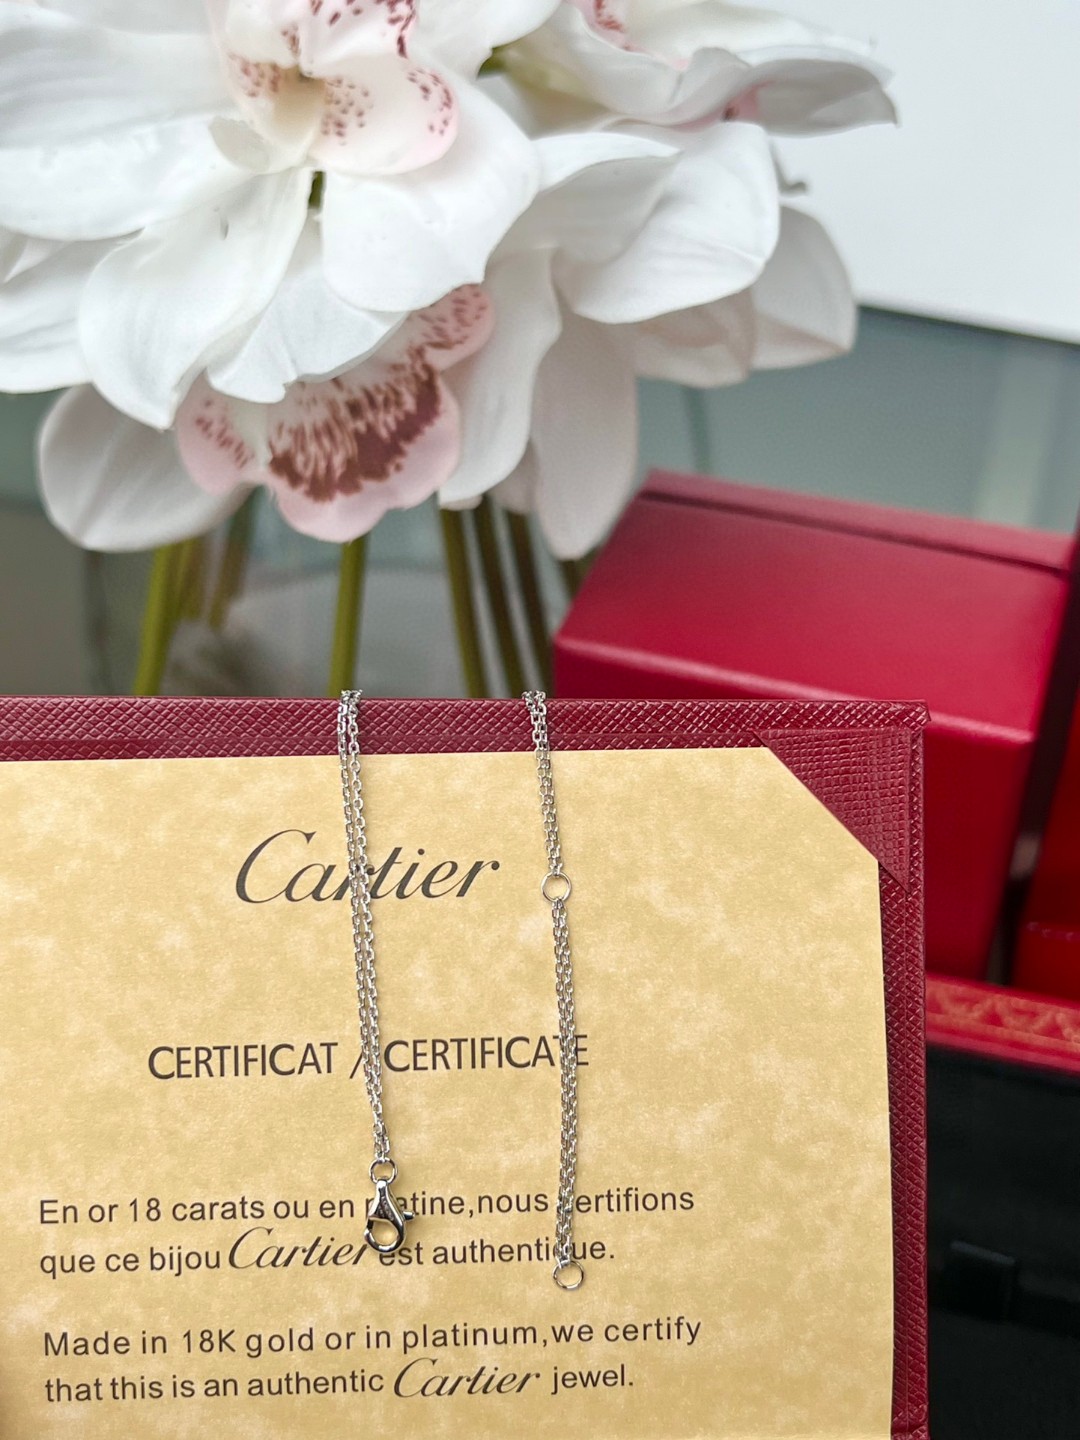 Cartier
CERTIFICAT / CERTIFICATE
En or 18 carats ou en platine,nous certifions
que ce bijou Cartier est authentique.
Made in 18K gold or in platinum,we certify
that this is an authentic Cartier jewel.